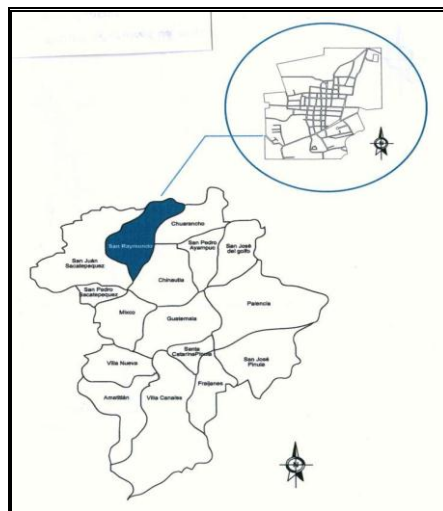 Chuarrancho
San Raymundo
San Pedro
Ayampuc
San José
del golfo
San Juán
Sacatepequez
Chinautla
San Pedro
Sacatepequez
Palencia
Mixco
Guatemala
Santa
Catarina Pinula
San José
Pinula
Villa Nueva
Fraijanes
Amatitlán
Villa Canales